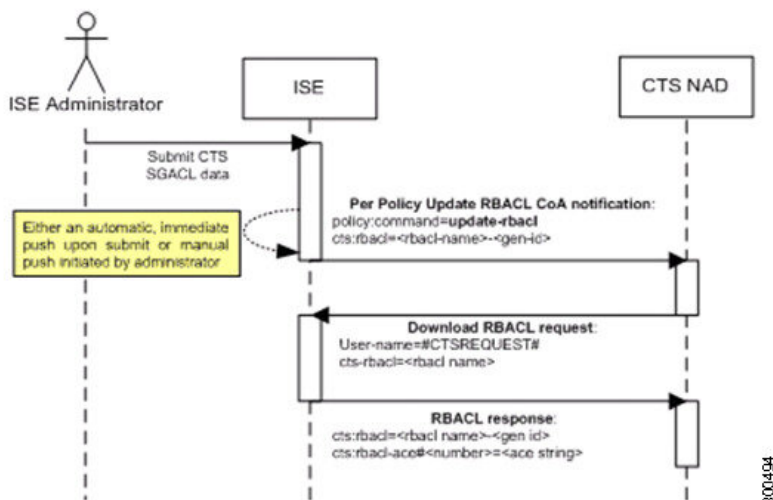 ISE Administrator
ISE
CTS NAD
Submit CTS
SGACL data
Either an automatic, immediate
push upon submit or manual
push initiated by administrator
Per Policy Update RBACL CoA notification:
policy:command=update-rbacl
cts:rbacl=<rbacl-name>-<gen-id>
Download RBACL request:
User-name=#CTSREQUEST#
cts-rbacl=<rbacl name>
RBACL response:
cts:rbacl=<rbacl name>-<gen id>
cts:rbacl-ace#<number>=<ace string>
300494